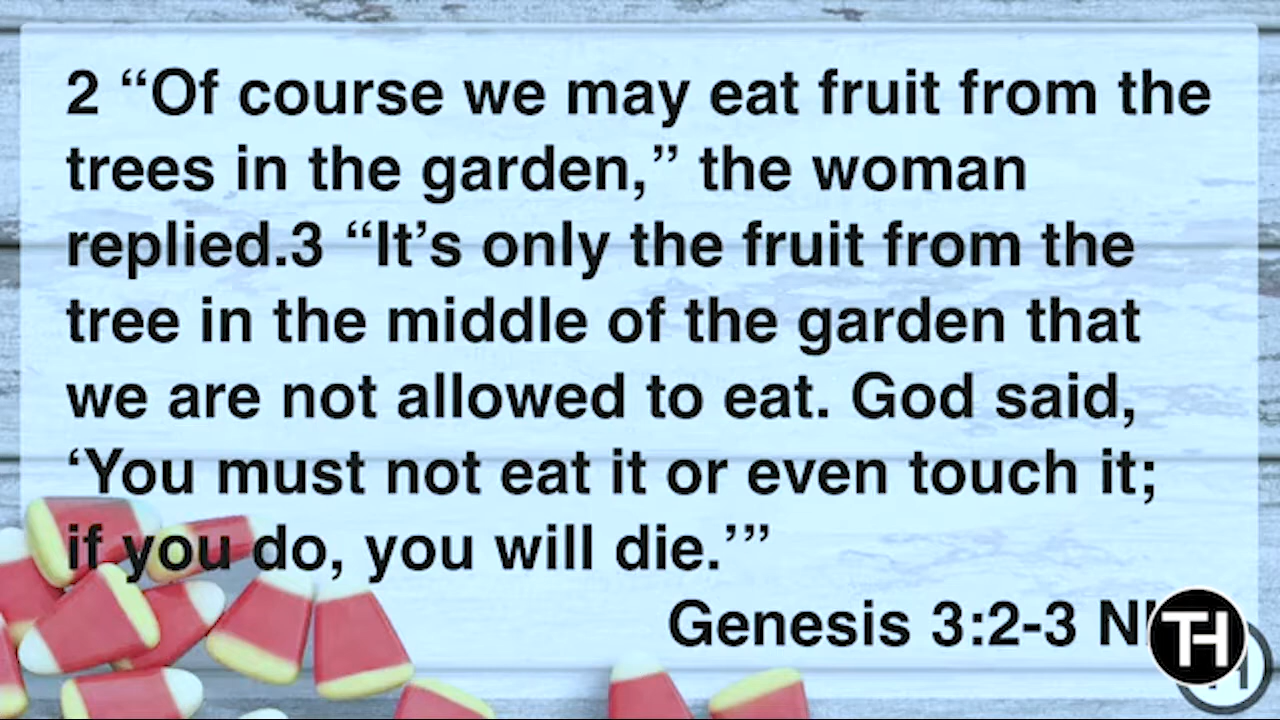 2 “Of course we may eat fruit from the
trees in the garden,” the woman
replied.3 “It’s only the fruit from the
tree in the middle of the garden that
we are not allowed to eat. God said,
‘You must not eat it or even touch it;
if you do, you will die.’”
Genesis 3:2-3
TH